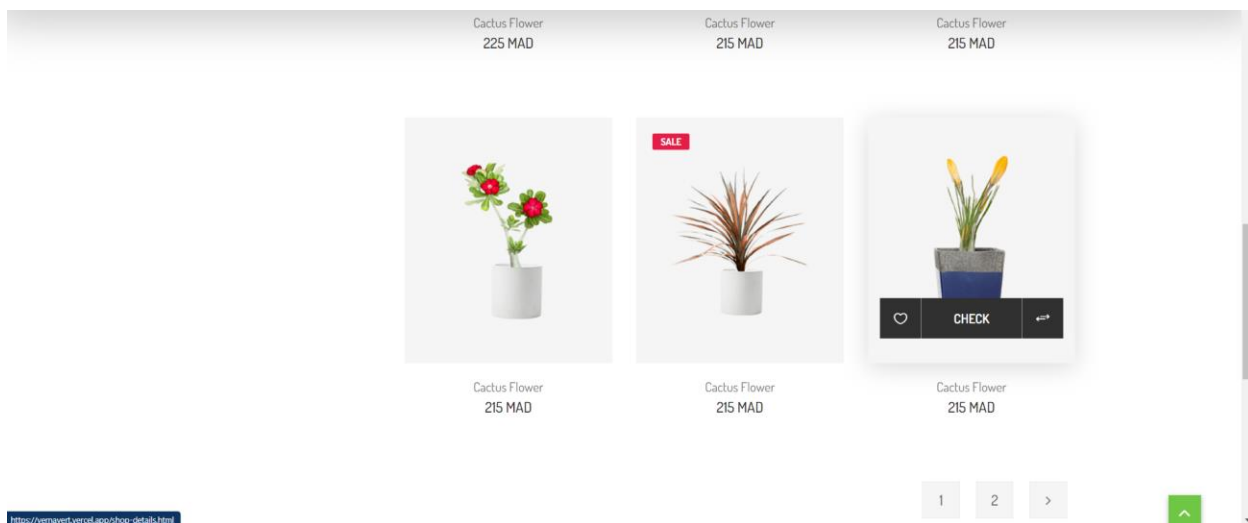 Cactus Flower Cactus Flower Cactus Flower
225 MAD 215 MAD 215 MAD
SALE
CHECK
Cactus Flower Cactus Flower Cactus Flower
215 MAD 215 MAD 215 MAD
1 2 >
https://vernavert.vercel.app/shop-details.html